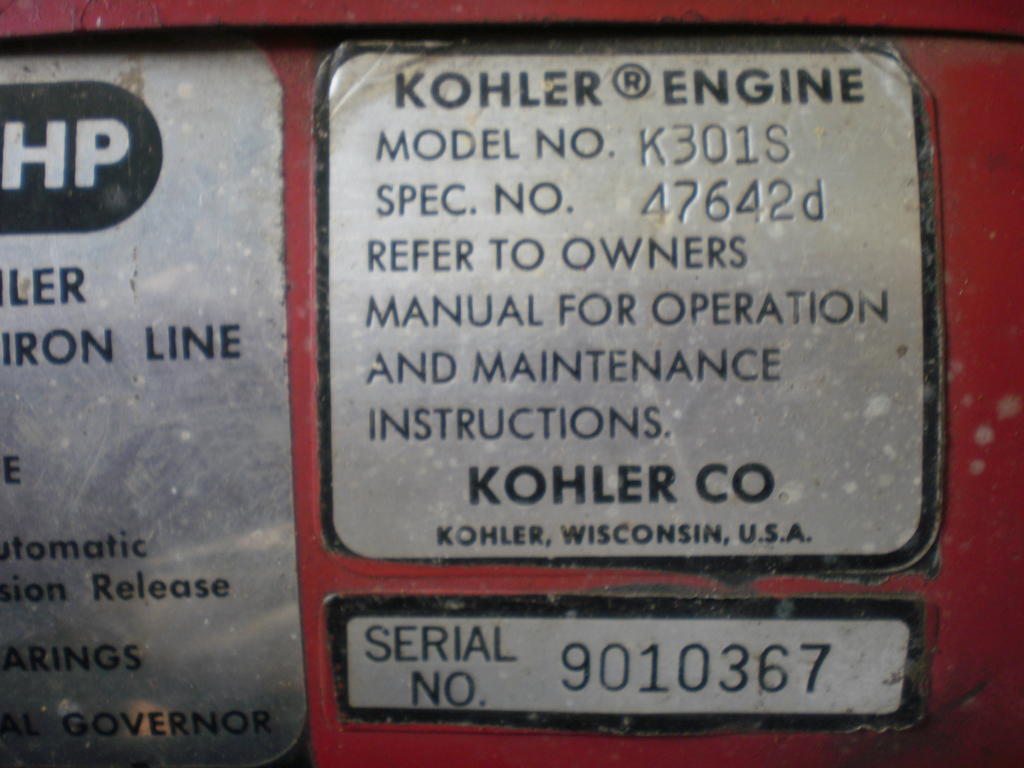 HP
LER
IRON LINE
E
utomatic
sion Release
ARINGS
AL GOVERNOR
KOHLER® ENGINE
MODEL NO. K301S
SPEC. NO. 47642d
REFER TO OWNERS
MANUAL FOR OPERATION
AND MAINTENANCE
INSTRUCTIONS.
KOHLER CO.
KOHLER, WISCONSIN, U.S.A.
SERIAL
NO. 9010367